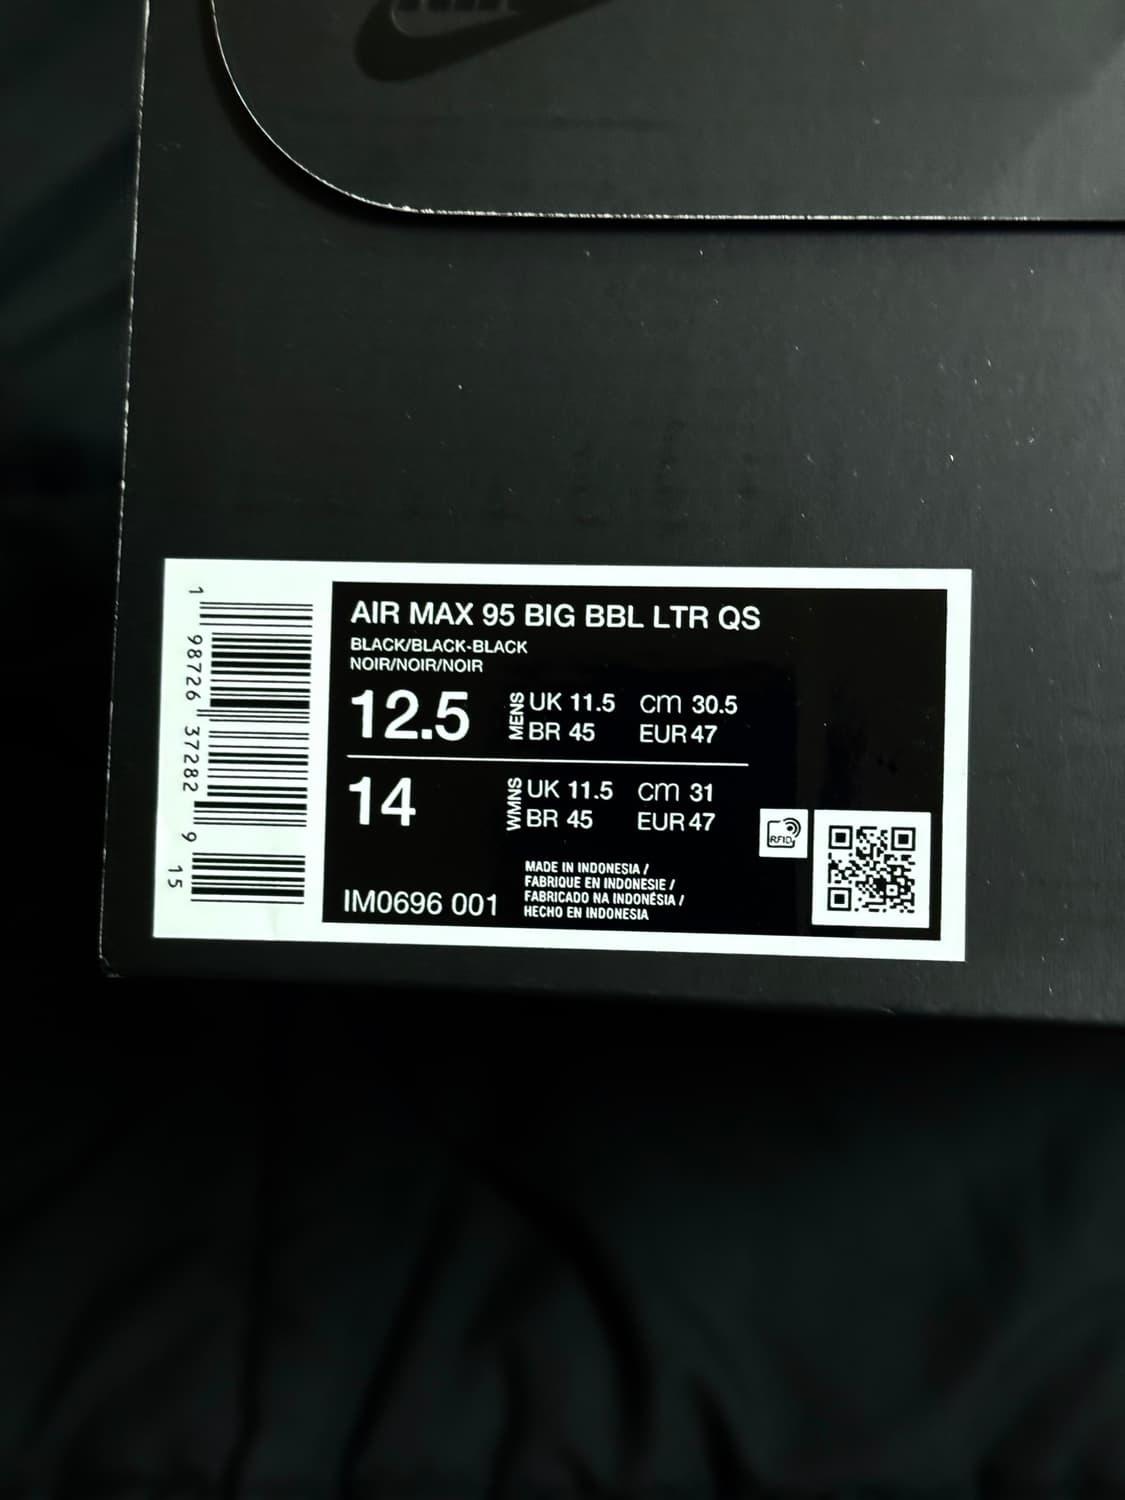 AIR MAX 95 BIG BBL LTR QS
BLACK/BLACK-BLACK
NOIR/NOIR/NOIR
12.5 MENS UK 11.5 cm 30.5
BR 45 EUR 47
14 WMNS UK 11.5 cm 31
BR 45 EUR 47
MADE IN INDONESIA /
FABRIQUE EN INDONESIE /
FABRICADO NA INDONÉSIA /
HECHO EN INDONESIA
IM0696 001
RFID
1 98726 37282 9 15